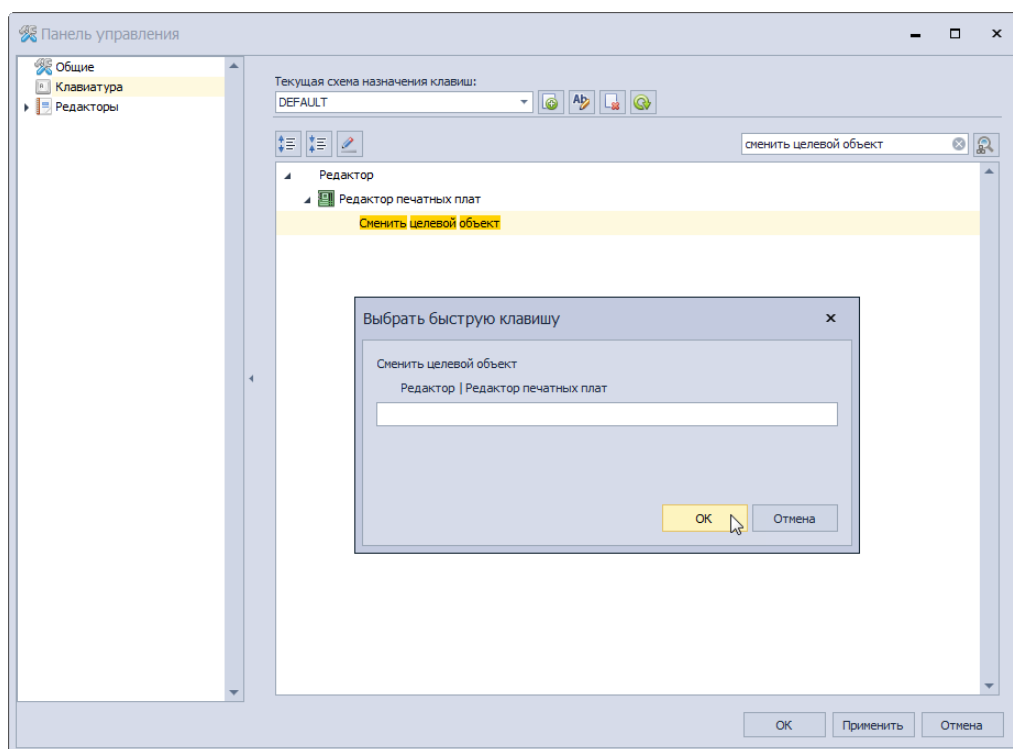 Панель управления
Общие
Клавиатура
Редакторы
Текущая схема назначения клавиш:
DEFAULT
сменить целевой объект
Редактор
Редактор печатных плат
Сменить целевой объект
Выбрать быструю клавишу
Сменить целевой объект
Редактор | Редактор печатных плат
ОК
Отмена
ОК
Применить
Отмена